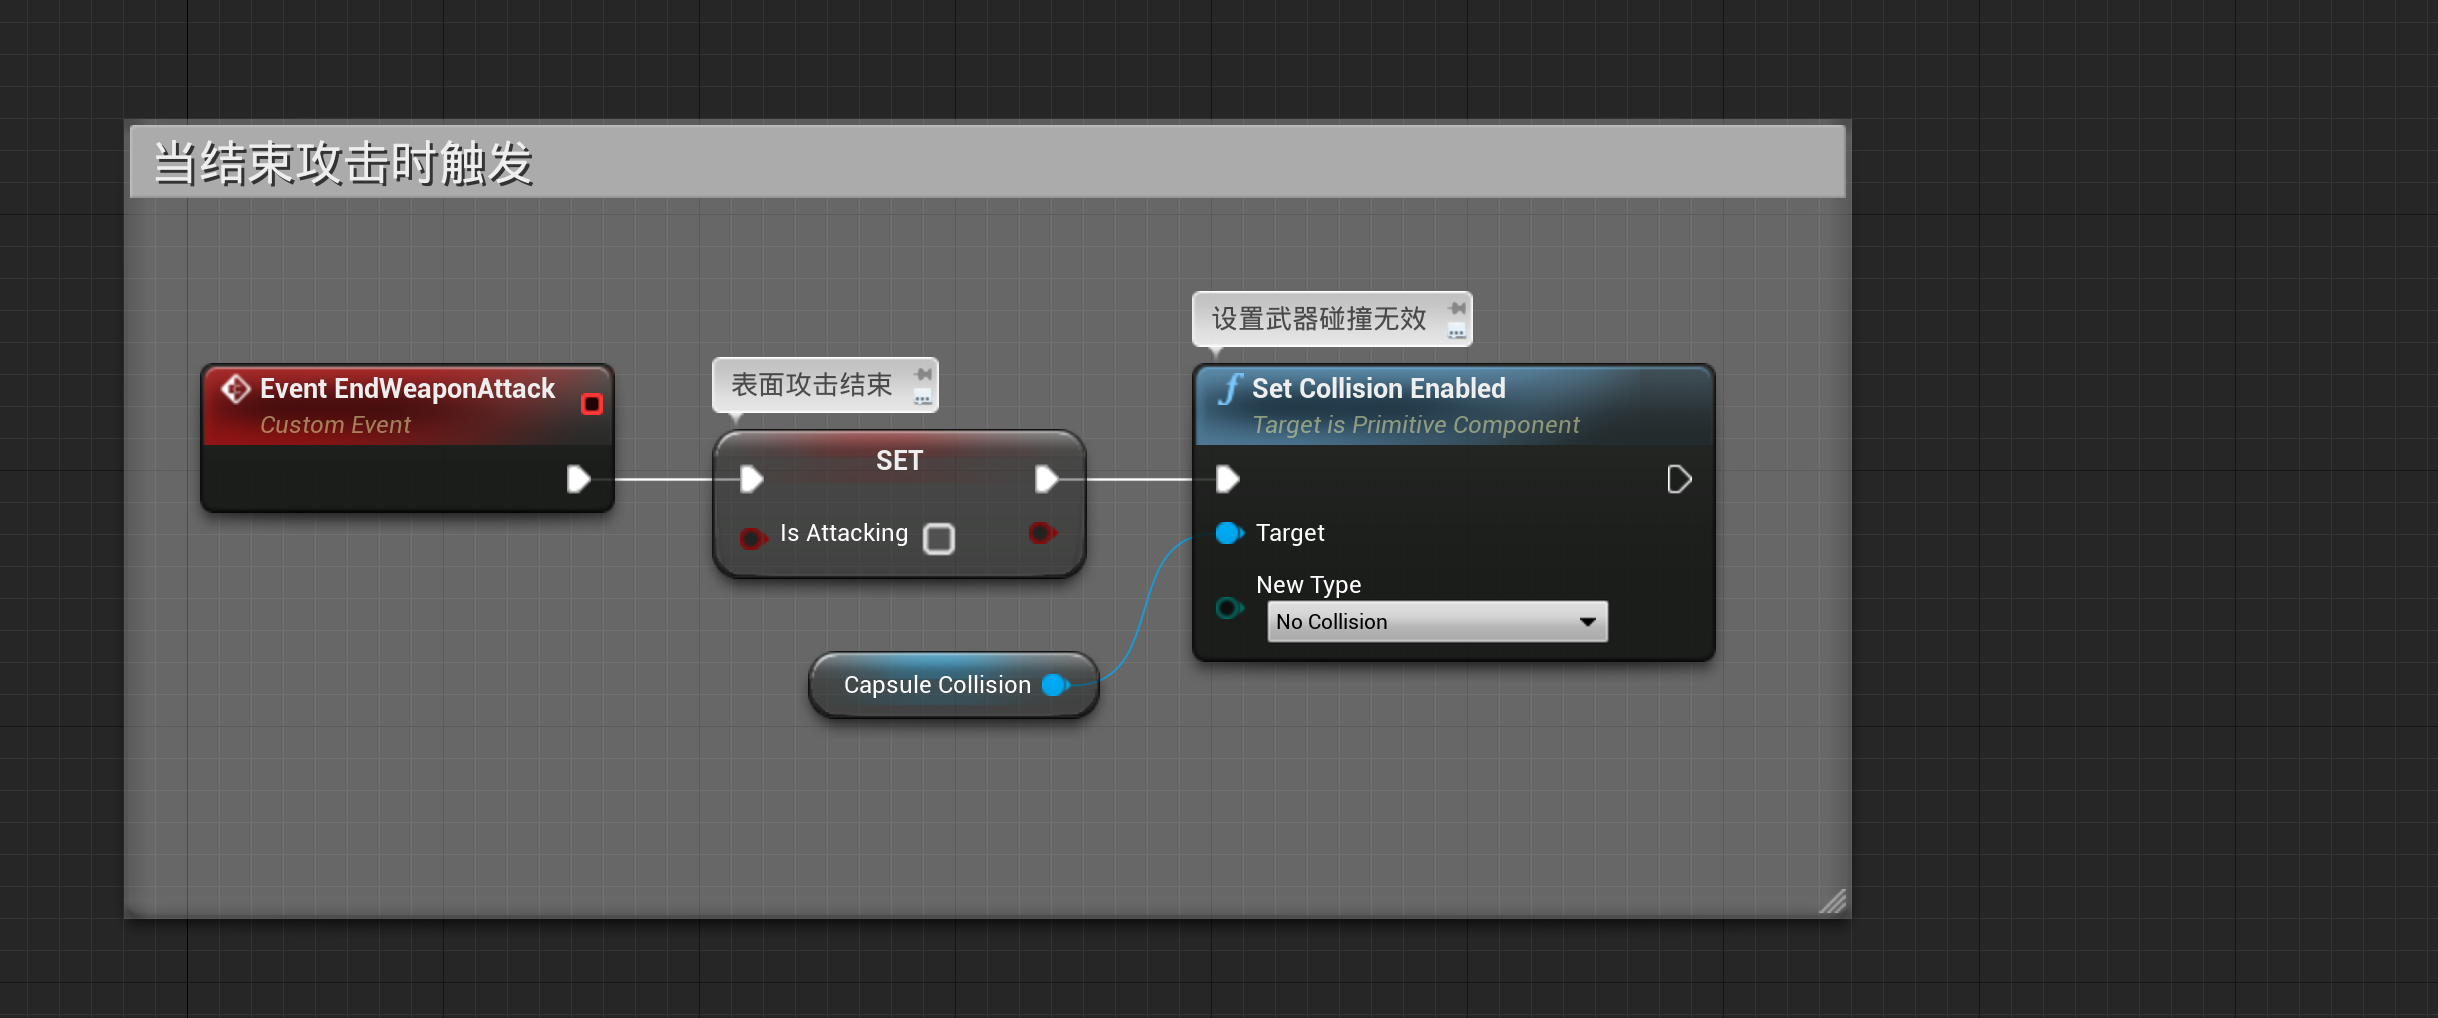 当结束攻击时触发
设置武器碰撞无效
表面攻击结束
Event EndWeaponAttack
Custom Event
SET
Is Attacking
Set Collision Enabled
Target is Primitive Component
Target
New Type
No Collision
Capsule Collision